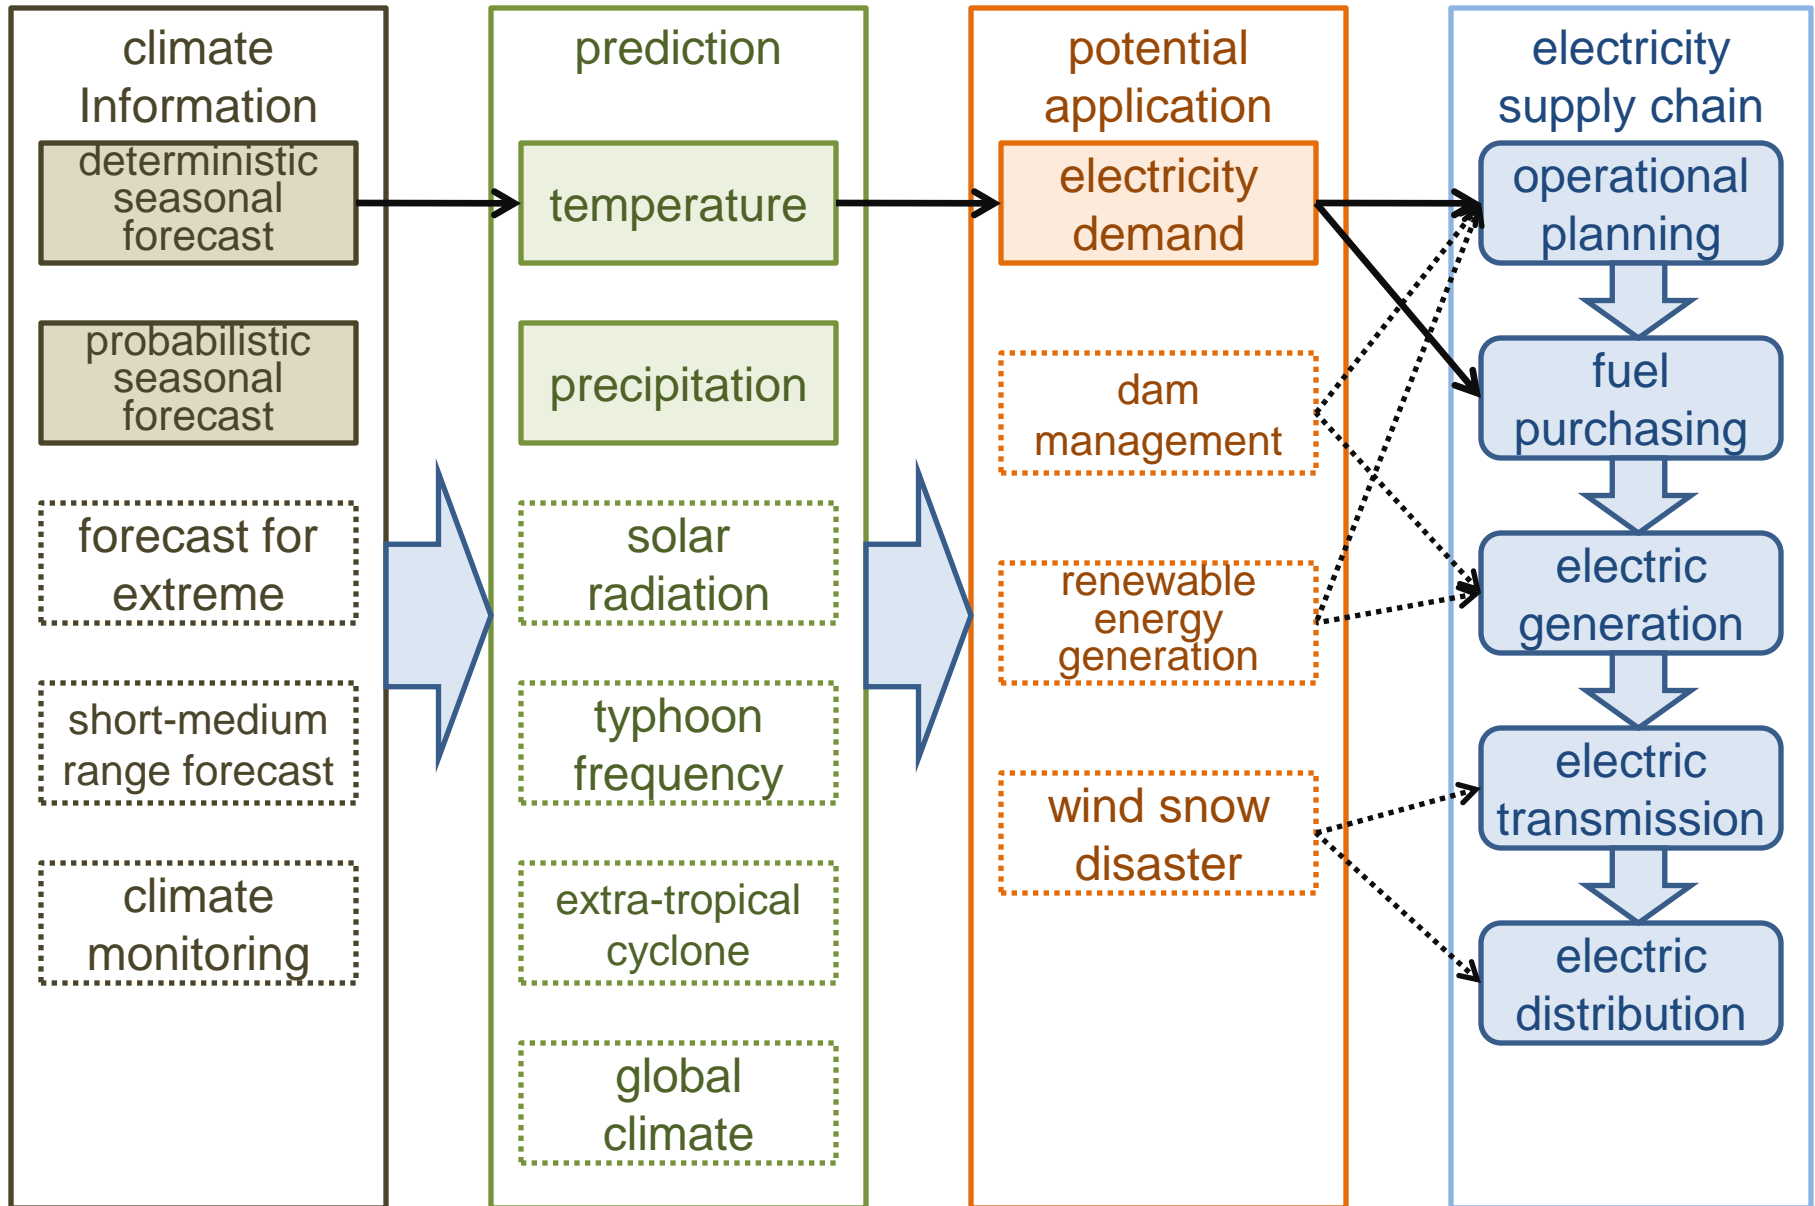 climate
Information
deterministic
seasonal
forecast
probabilistic
seasonal
forecast
forecast for
extreme
short-medium
range forecast
climate
monitoring
prediction
temperature
precipitation
solar
radiation
typhoon
frequency
extra-tropical
cyclone
global
climate
potential
application
electricity
demand
dam
management
renewable
energy
generation
wind snow
disaster
electricity
supply chain
operational
planning
fuel
purchasing
electric
generation
electric
transmission
electric
distribution